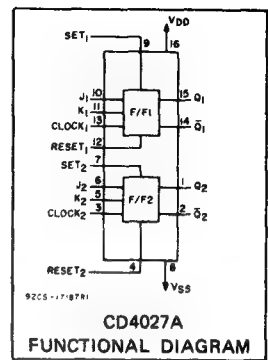 VDD
SET1
9
16
J1
10
15
Q1
K1
11
F/F1
CLOCK1
13
14
Q̄1
RESET1
12
SET2
7
J2
6
1
Q2
K2
5
F/F2
CLOCK2
3
2
Q̄2
92CS-17187R1
RESET2
4
8
VSS
CD4027A
FUNCTIONAL DIAGRAM